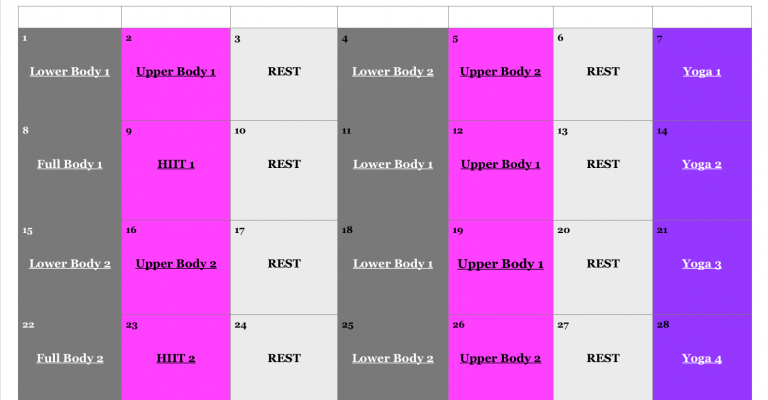 1 2 3 4 5 6 7
Lower Body 1 Upper Body 1 REST Lower Body 2 Upper Body 2 REST Yoga 1
8 9 10 11 12 13 14
Full Body 1 HIIT 1 REST Lower Body 1 Upper Body 1 REST Yoga 2
15 16 17 18 19 20 21
Lower Body 2 Upper Body 2 REST Lower Body 1 Upper Body 1 REST Yoga 3
22 23 24 25 26 27 28
Full Body 2 HIIT 2 REST Lower Body 2 Upper Body 2 REST Yoga 4